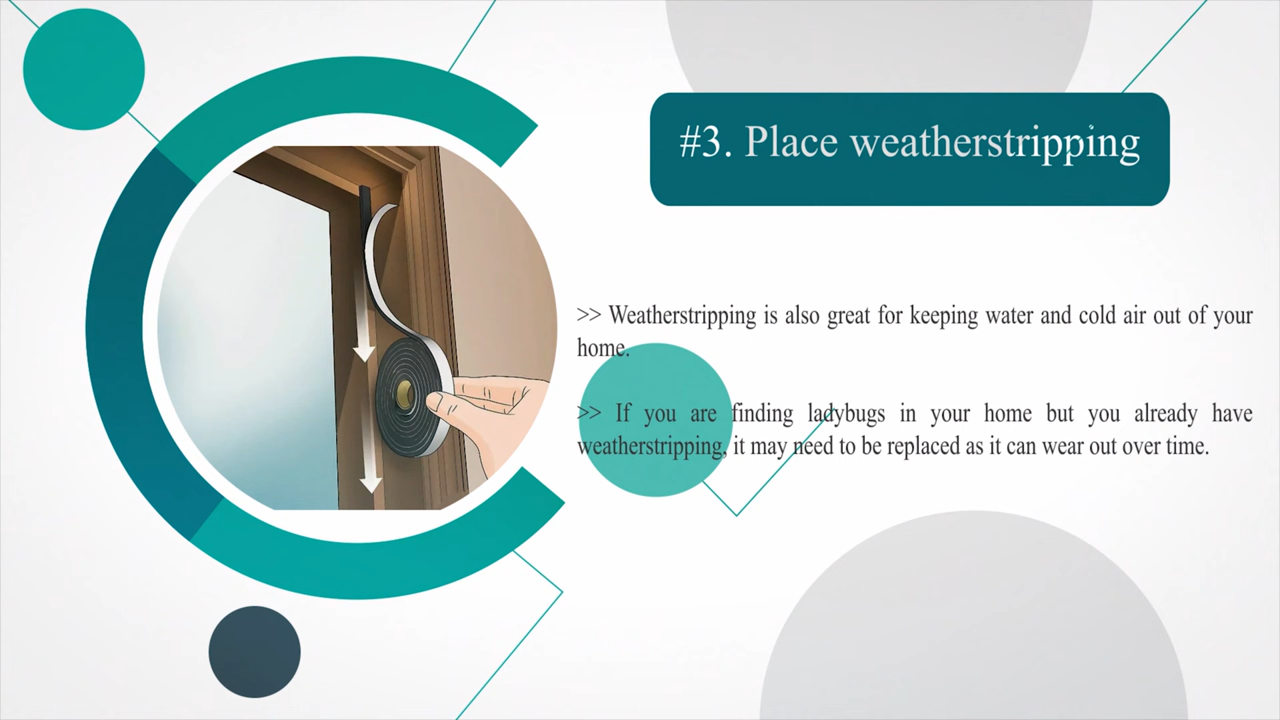 #3. Place weatherstripping
>> Weatherstripping is also great for keeping water and cold air out of your
home.
>> If you are finding ladybugs in your home but you already have
weatherstripping, it may need to be replaced as it can wear out over time.